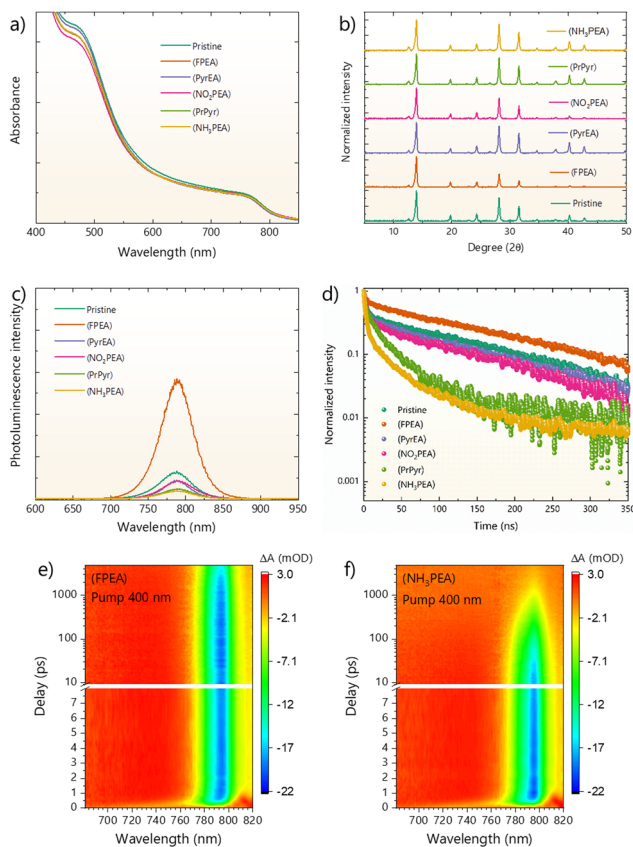 a)
Absorbance
Pristine
(FPEA)
(PyrEA)
(NO₂PEA)
(PrPyr)
(NH₃PEA)
400 500 600 700 800
Wavelength (nm)
b)
Normalized intensity
(NH₃PEA)
(PrPyr)
(NO₂PEA)
(PyrEA)
(FPEA)
Pristine
10 20 30 40 50
Degree (2θ)
c)
Photoluminescence intensity
Pristine
(FPEA)
(PyrEA)
(NO₂PEA)
(PrPyr)
(NH₃PEA)
600 650 700 750 800 850 900 950
Wavelength (nm)
d)
Normalized intensity
1
0.1
0.01
0.001
Pristine
(FPEA)
(PyrEA)
(NO₂PEA)
(PrPyr)
(NH₃PEA)
0 50 100 150 200 250 300 350
Time (ns)
e)
(FPEA)
Pump 400 nm
Delay (ps)
1000
100
10
7
6
5
4
3
2
1
0
700 720 740 760 780 800 820
Wavelength (nm)
ΔA (mOD)
3.0
-2.1
-7.1
-12
-17
-22
f)
(NH₃PEA)
Pump 400 nm
Delay (ps)
1000
100
10
7
6
5
4
3
2
1
0
700 720 740 760 780 800 820
Wavelength (nm)
ΔA (mOD)
3.0
-2.1
-7.1
-12
-17
-22